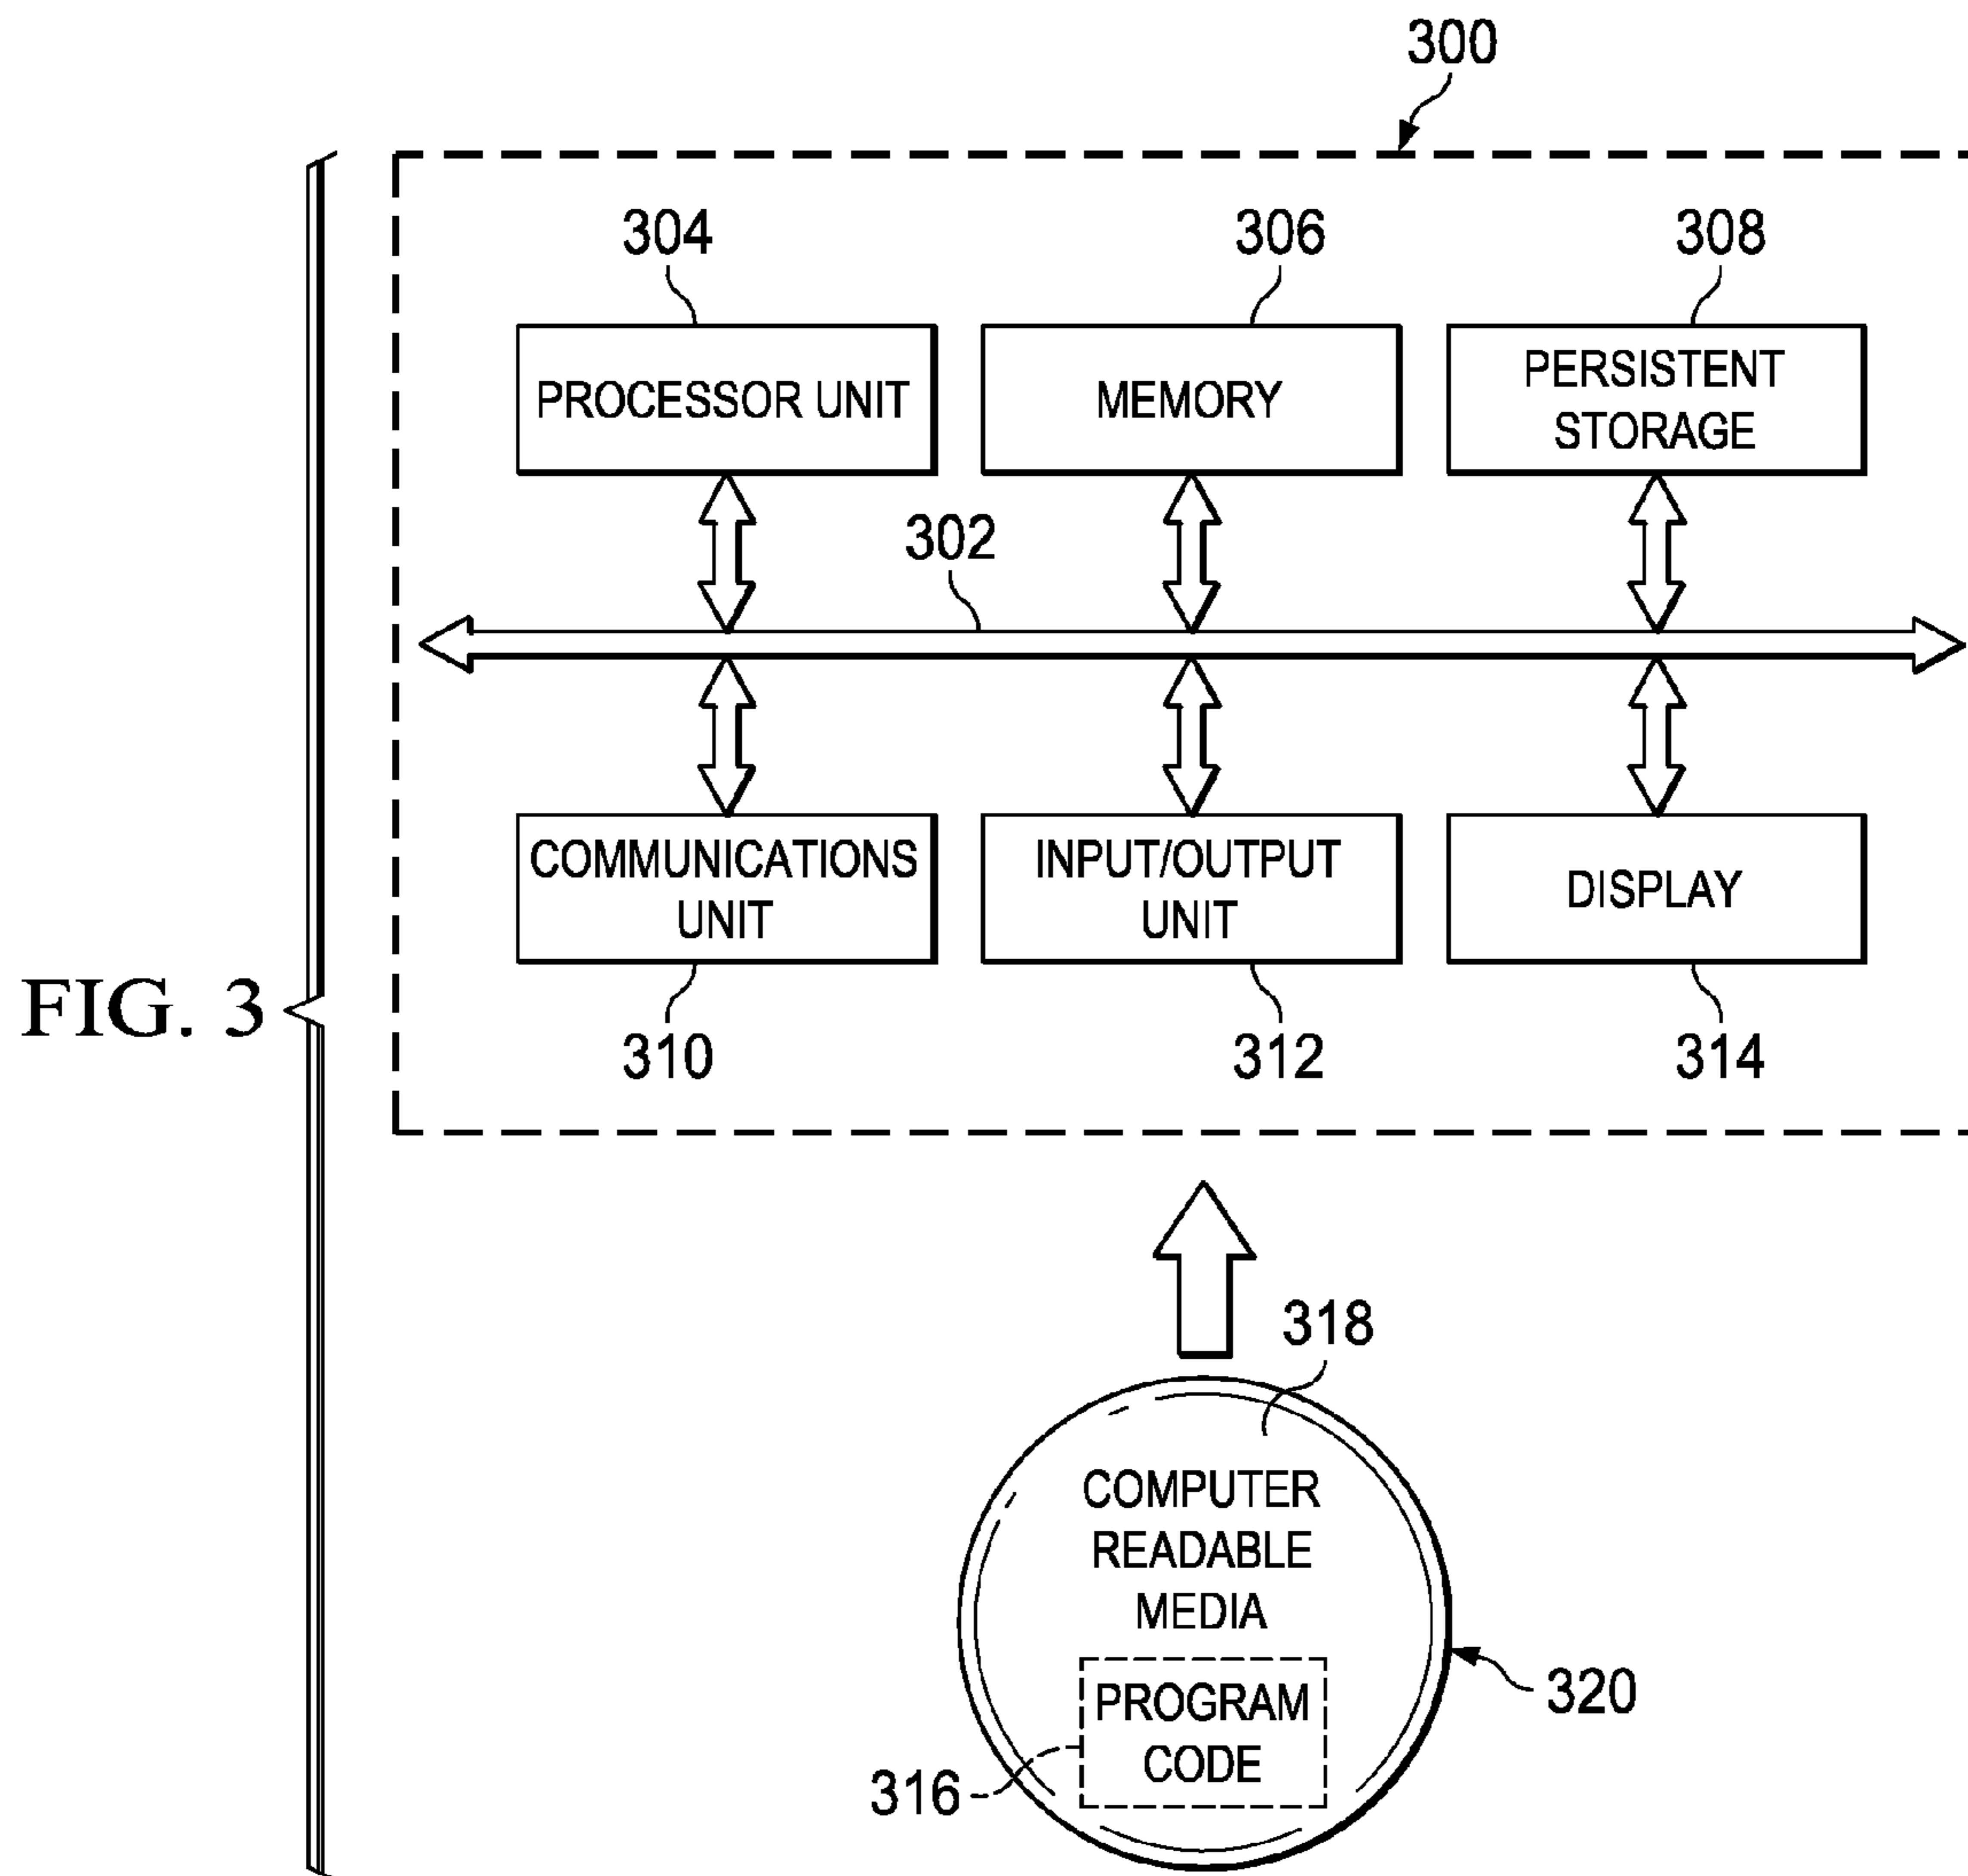 300
304
306
308
PROCESSOR UNIT
MEMORY
PERSISTENT
STORAGE
302
COMMUNICATIONS
UNIT
INPUT/OUTPUT
UNIT
DISPLAY
FIG. 3
310
312
314
318
COMPUTER
READABLE
MEDIA
PROGRAM
CODE
320
316